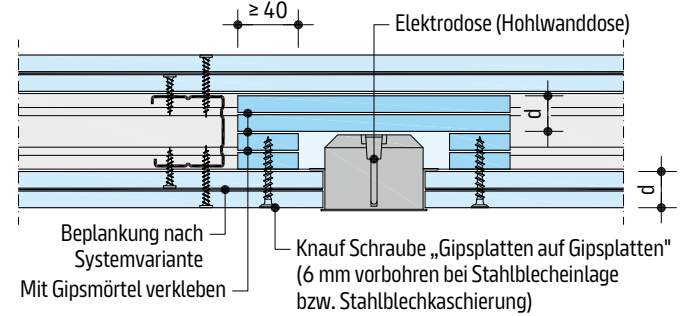 ≥ 40
Elektrodose (Hohlwanddose)
d
d
Beplankung nach
Systemvariante
Mit Gipsmörtel verkleben
Knauf Schraube „Gipsplatten auf Gipsplatten"
(6 mm vorbohren bei Stahlblecheinlage
bzw. Stahlblechkaschierung)